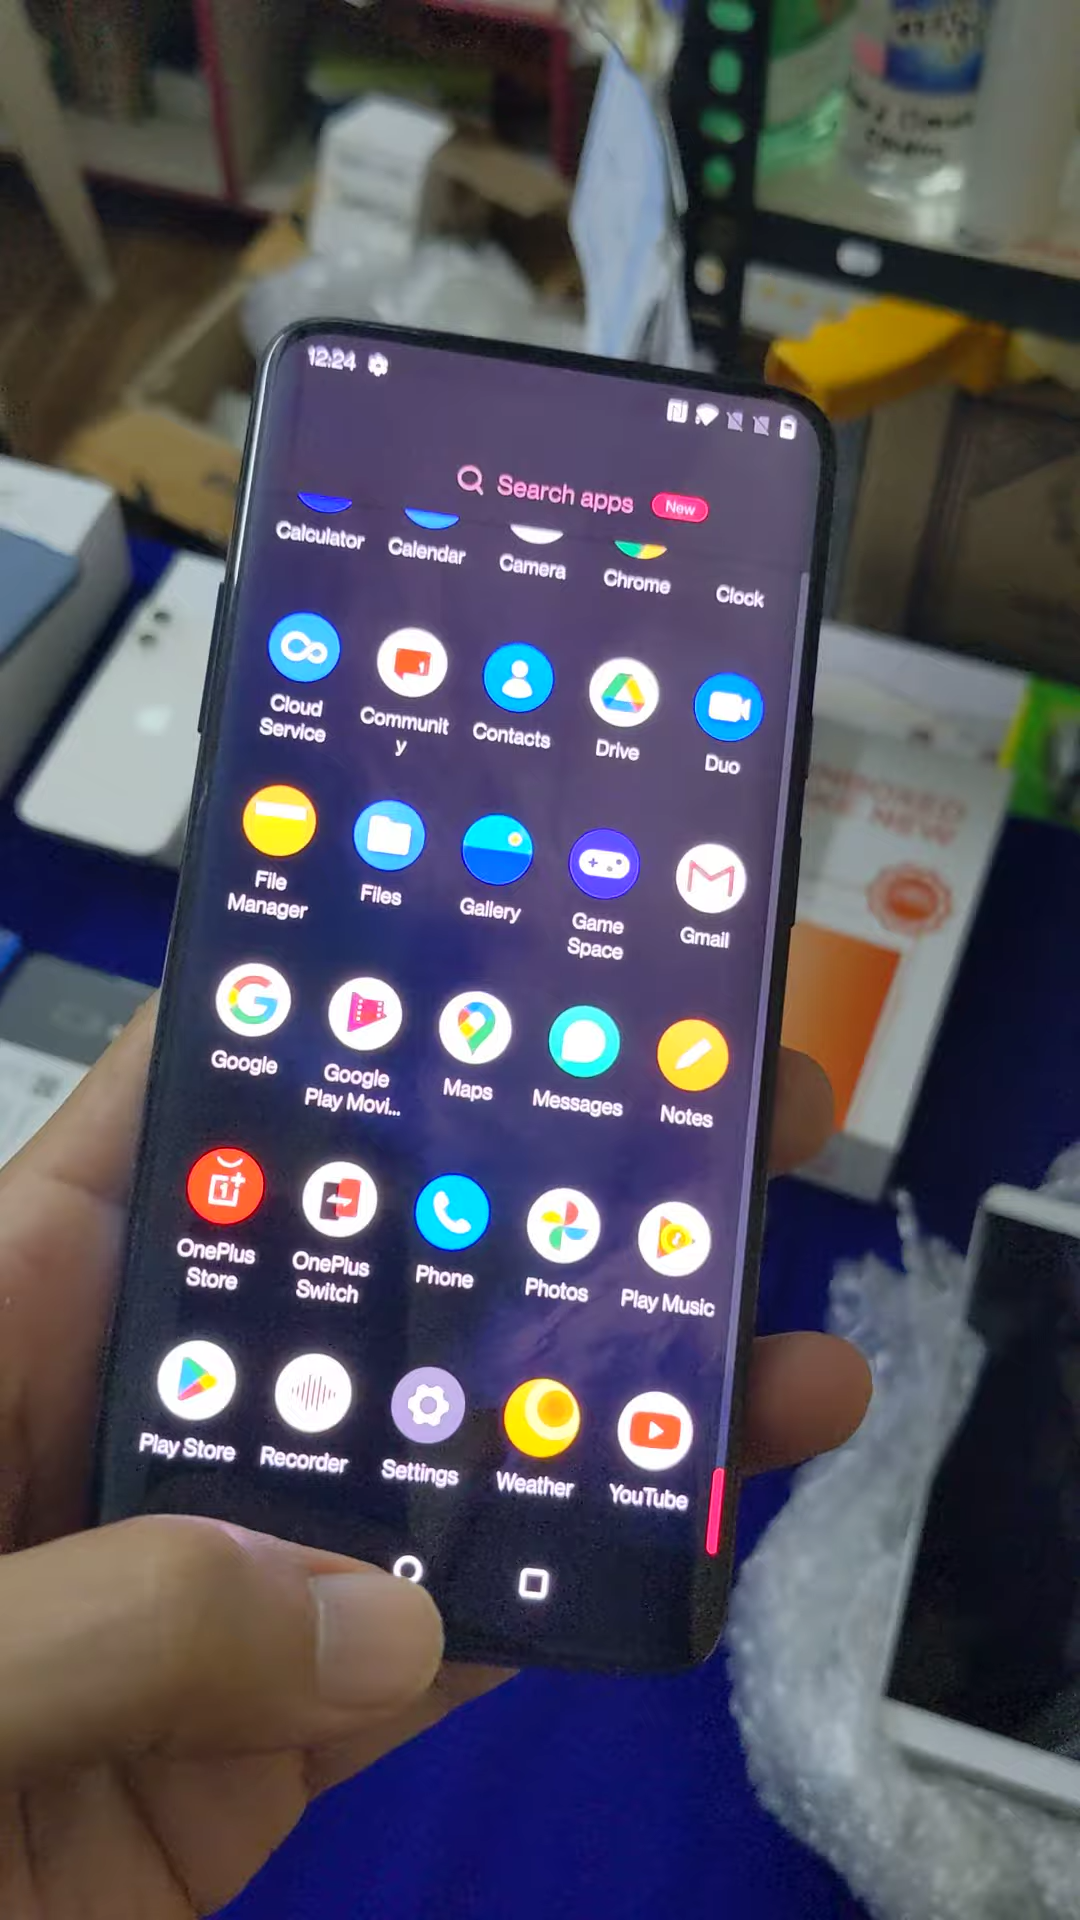 12:24
Search apps New
Calculator Calendar Camera Chrome Clock
Cloud
Service
Communit
y
Contacts
Drive
Duo
File
Manager
Files
Gallery
Game
Space
Gmail
Google
Google
Play Movi...
Maps
Messages
Notes
OnePlus
Store
OnePlus
Switch
Phone
Photos
Play Music
Play Store
Recorder
Settings
Weather
YouTube